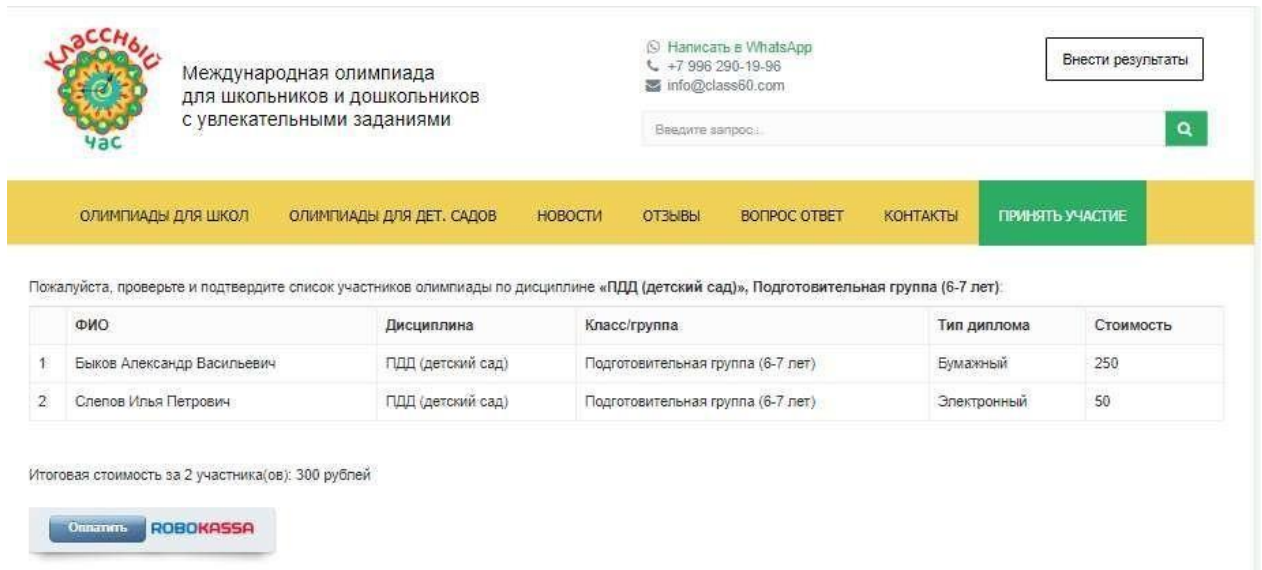 Классный
час
Международная олимпиада
для школьников и дошкольников
с увлекательными заданиями
Написать в WhatsApp
+7 996 290-19-96
info@class60.com
Внести результаты
Введите запрос...
ОЛИМПИАДЫ ДЛЯ ШКОЛ ОЛИМПИАДЫ ДЛЯ ДЕТ. САДОВ НОВОСТИ ОТЗЫВЫ ВОПРОС ОТВЕТ КОНТАКТЫ ПРИНЯТЬ УЧАСТИЕ
Пожалуйста, проверьте и подтвердите список участников олимпиады по дисциплине «ПДД (детский сад)», Подготовительная группа (6-7 лет):
ФИО Дисциплина Класс/группа Тип диплома Стоимость
1 Быков Александр Васильевич ПДД (детский сад) Подготовительная группа (6-7 лет) Бумажный 250
2 Слепов Илья Петрович ПДД (детский сад) Подготовительная группа (6-7 лет) Электронный 50
Итоговая стоимость за 2 участника(ов): 300 рублей
Оплатить ROBOKASSA